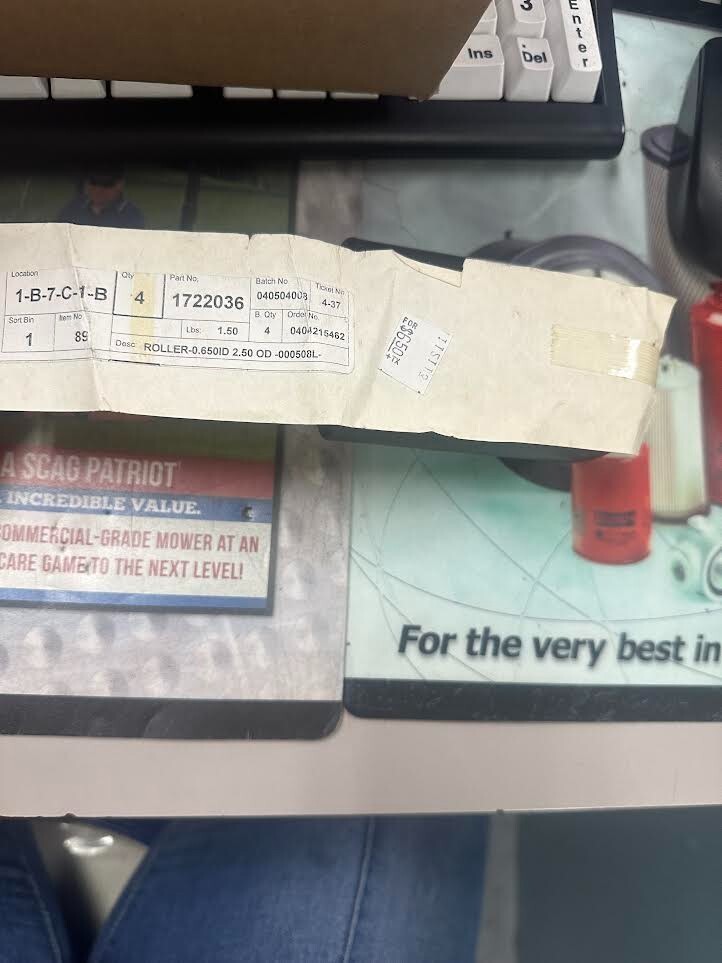 3
Enter
Ins
Del
Location
1-B-7-C-1-B
Qty
4
Part No.
1722036
Batch No
040504003
Ticket No
4-37
Sort Bin
1
Item No
89
Lbs:
1.50
B. Qty
4
Order No.
0404215462
Desc: ROLLER-0.650ID 2.50 OD -000508L-
FOR
11S113
A SCAG PATRIOT
INCREDIBLE VALUE.
COMMERCIAL-GRADE MOWER AT AN
CARE GAME TO THE NEXT LEVEL!
For the very best in